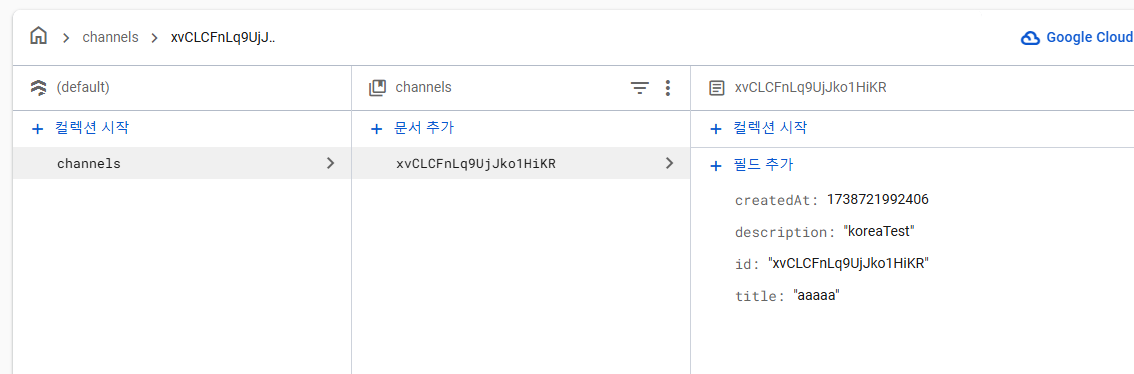 channels
xvCLCFnLq9UjJ..
Google Cloud
(default)
channels
xvCLCFnLq9UjJko1HiKR
컬렉션 시작
문서 추가
컬렉션 시작
channels
xvCLCFnLq9UjJko1HiKR
필드 추가
createdAt: 1738721992406
description: "koreaTest"
id: "xvCLCFnLq9UjJko1HiKR"
title: "aaaaa"